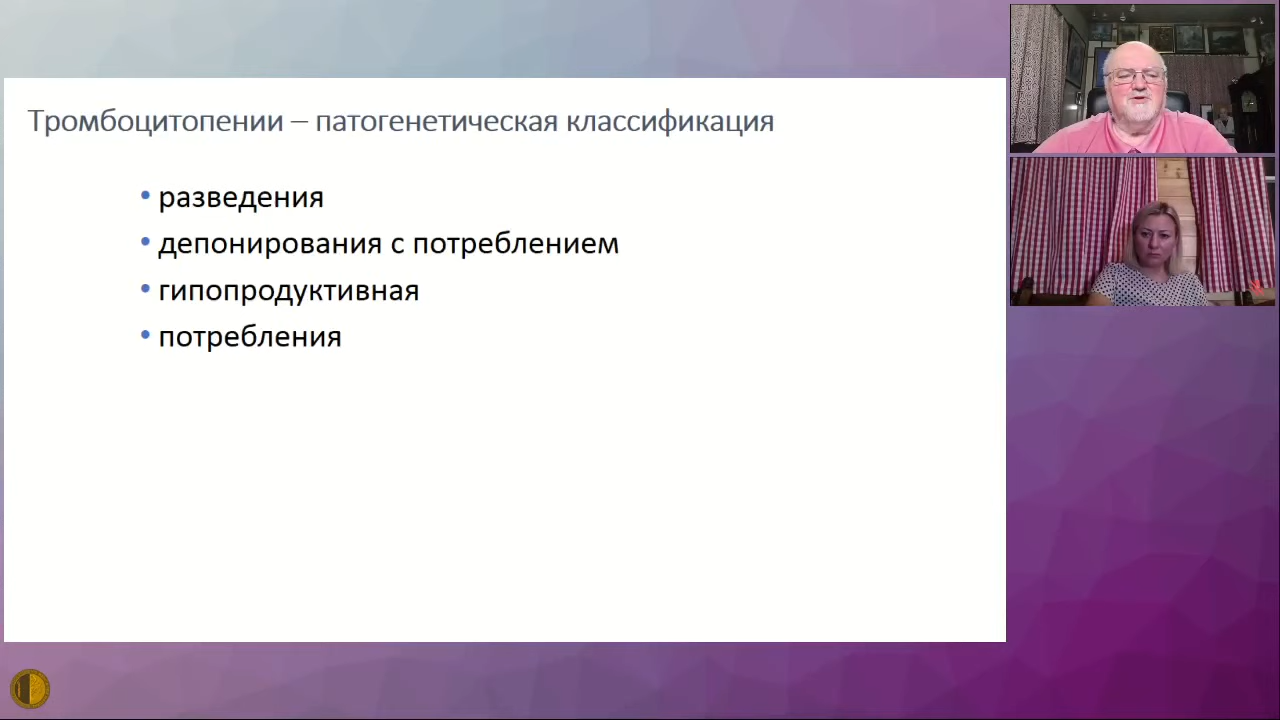 Тромбоцитопении – патогенетическая классификация
• разведения
• депонирования с потреблением
• гипопродуктивная
• потребления